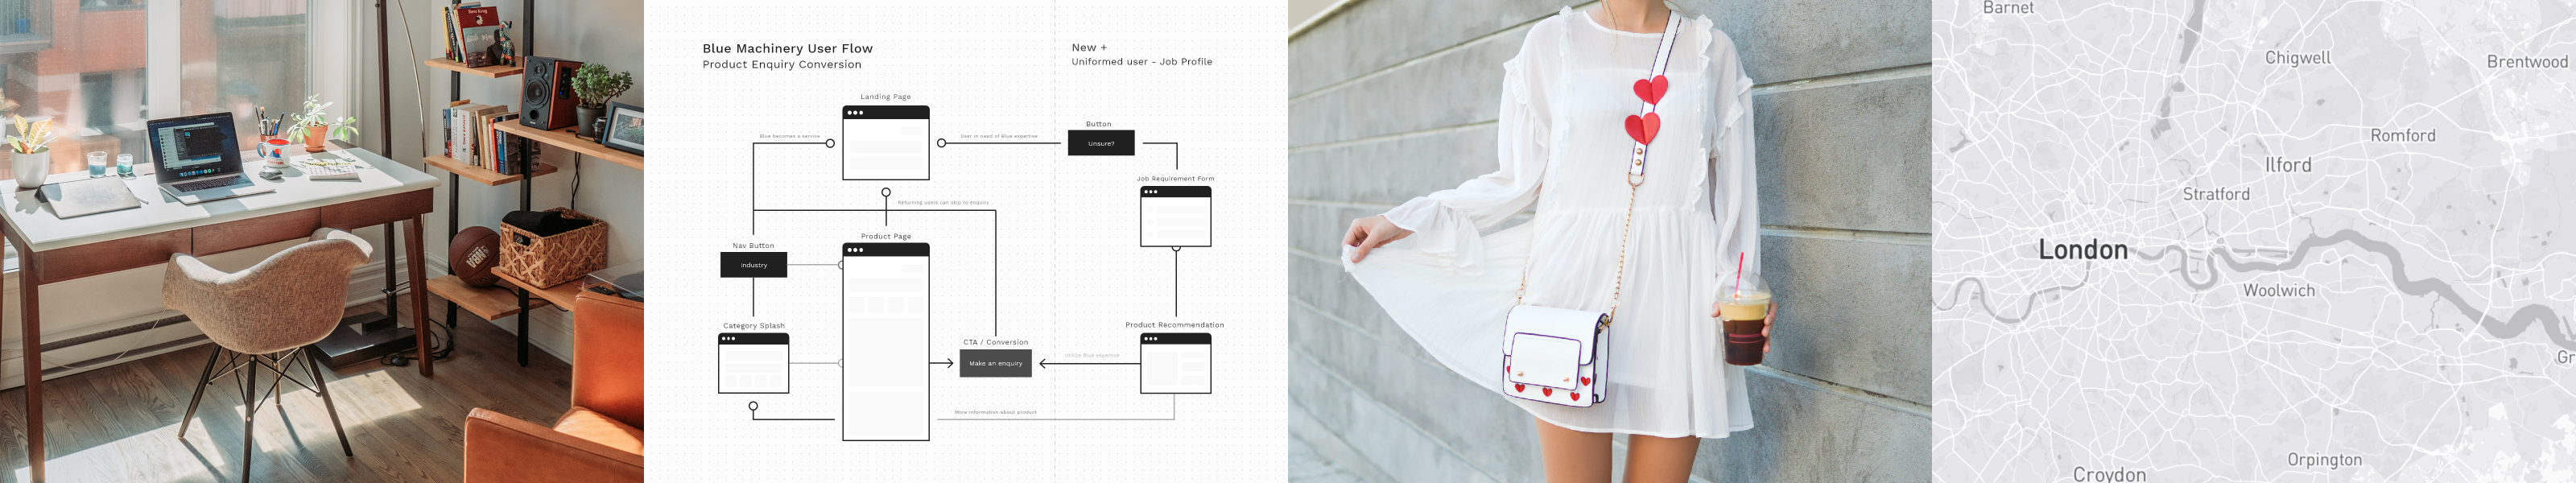 Blue Machinery User Flow
Product Enquiry Conversion
New +
Uniformed user - Job Profile
Landing Page
Blue becomes a service
User in need of Blue expertise
Button
Unsure?
Job Requirement Form
Returning users can skip to enquiry
Nav Button
Industry
Product Page
Category Splash
CTA / Conversion
Make an enquiry
Utilize Blue expertise
Product Recommendation
More information about product
Barnet
Chigwell
Brentwood
Romford
Ilford
Stratford
London
Woolwich
Gr
Orpington
Croydon